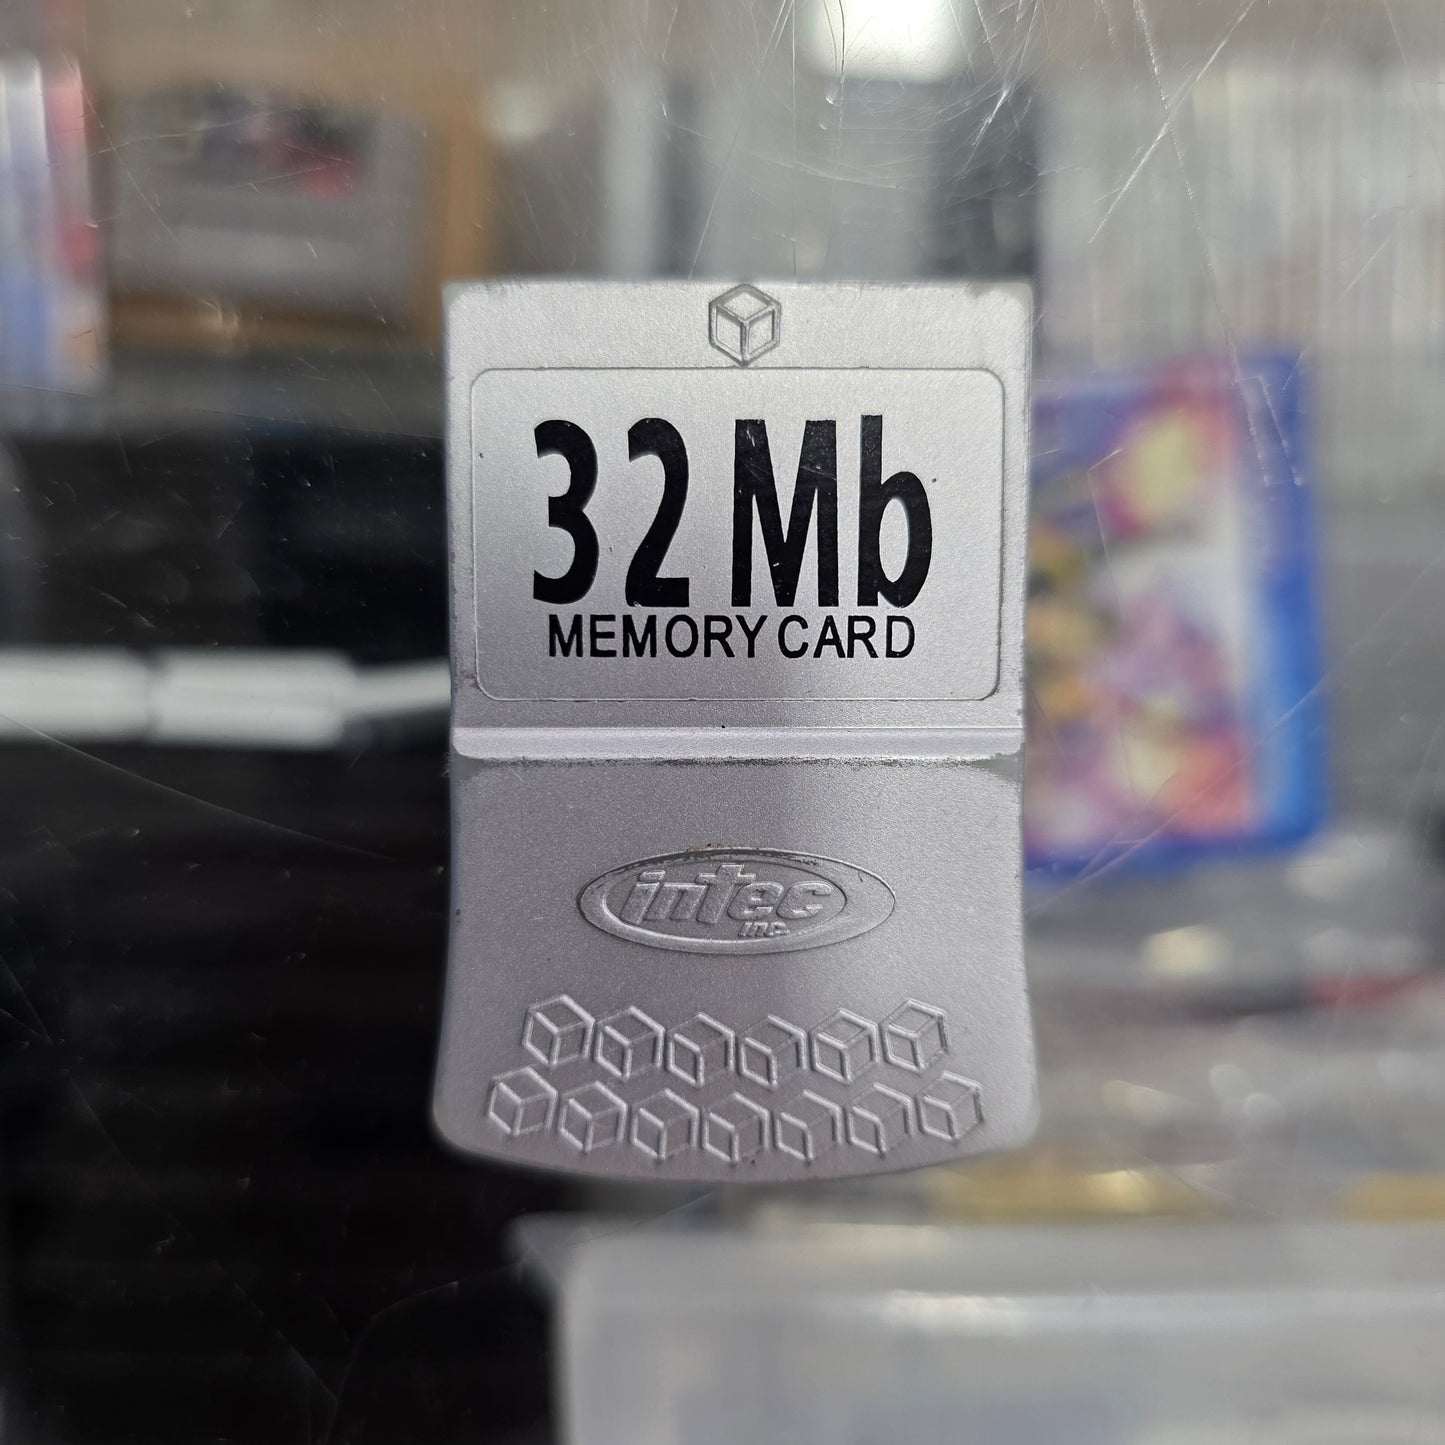 32 Mb
MEMORY CARD
intec
inc.